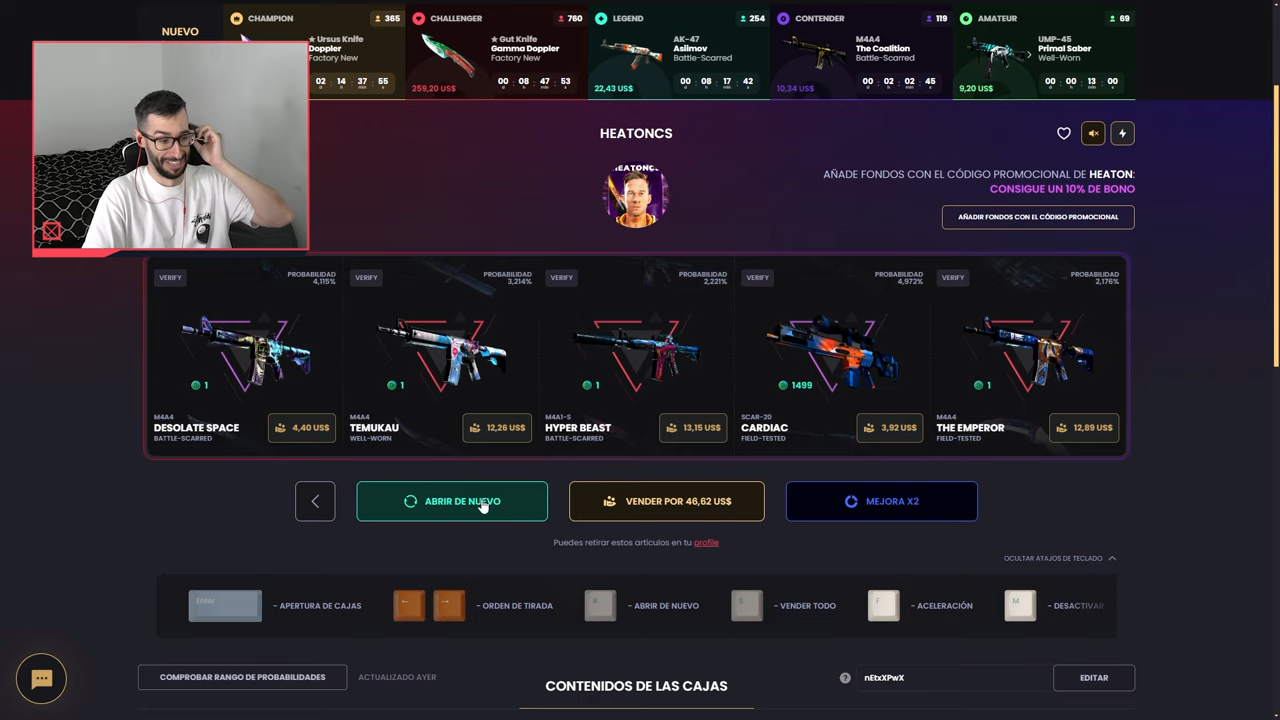 NUEVO
CHAMPION
365
Doppler
Ursus Knife
Factory New
02 14 37 55
d h min s
CHALLENGER
760
Gut Knife
Gamma Doppler
Factory New
259,20 US$
00 08 47 53
d h min s
LEGEND
254
AK-47
Asiimov
Battle-Scarred
22,43 US$
00 08 17 42
d h min s
CONTENDER
119
M4A4
The Coalition
Battle-Scarred
10,34 US$
00 02 02 45
d h min s
AMATEUR
69
UMP-45
Primal Saber
Well-Worn
9,20 US$
00 00 13 00
d h min s
HEATONCS
HEATONCS
AÑADE FONDOS CON EL CÓDIGO PROMOCIONAL DE HEATON:
CONSIGUE UN 10% DE BONO
AÑADIR FONDOS CON EL CÓDIGO PROMOCIONAL
VERIFY
PROBABILIDAD
4,115%
1
M4A4
DESOLATE SPACE
BATTLE-SCARRED
4,40 US$
VERIFY
PROBABILIDAD
3,214%
1
M4A4
TEMUKAU
WELL-WORN
12,26 US$
VERIFY
PROBABILIDAD
2,221%
1
M4A1-S
HYPER BEAST
BATTLE-SCARRED
13,15 US$
VERIFY
PROBABILIDAD
4,972%
1499
SCAR-20
CARDIAC
FIELD-TESTED
3,92 US$
VERIFY
PROBABILIDAD
2,176%
1
M4A4
THE EMPEROR
FIELD-TESTED
12,89 US$
ABRIR DE NUEVO
VENDER POR 46,62 US$
MEJORA X2
Puedes retirar estos artículos en tu profile
OCULTAR ATAJOS DE TECLADO
Enter - APERTURA DE CAJAS
← → - ORDEN DE TIRADA
R - ABRIR DE NUEVO
S - VENDER TODO
F - ACELERACIÓN
M - DESACTIVAR
COMPROBAR RANGO DE PROBABILIDADES
ACTUALIZADO AYER
CONTENIDOS DE LAS CAJAS
? nEtxXPwX
EDITAR